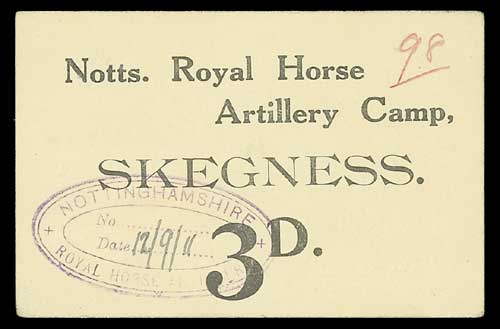 98
Notts. Royal Horse
Artillery Camp,
SKEGNESS.
NOTTINGHAMSHIRE
No.
Date 12/9/11
ROYAL HORSE
3D.